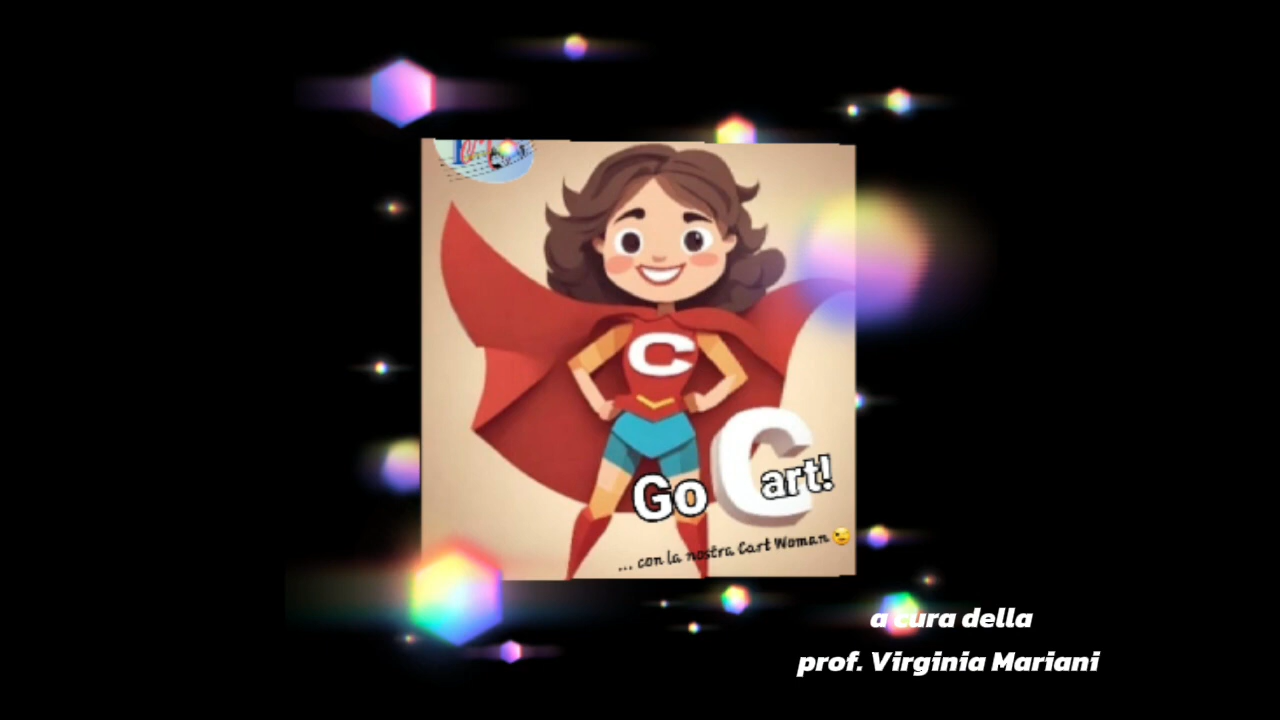 C
Go Cart!
... con la nostra Cart Woman 😉
a cura della
prof. Virginia Mariani